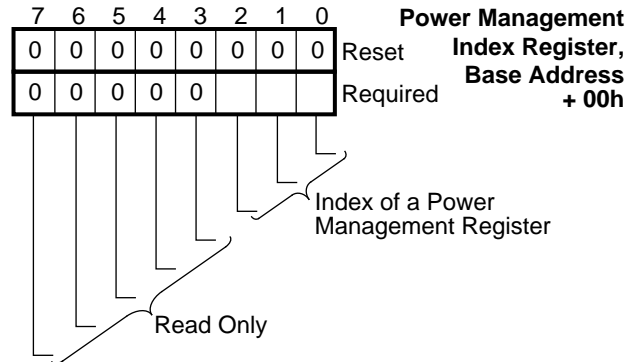 7 6 5 4 3 2 1 0
0 0 0 0 0 0 0 0 Reset
0 0 0 0 0 Required
Power Management
Index Register,
Base Address
+ 00h
Index of a Power
Management Register
Read Only